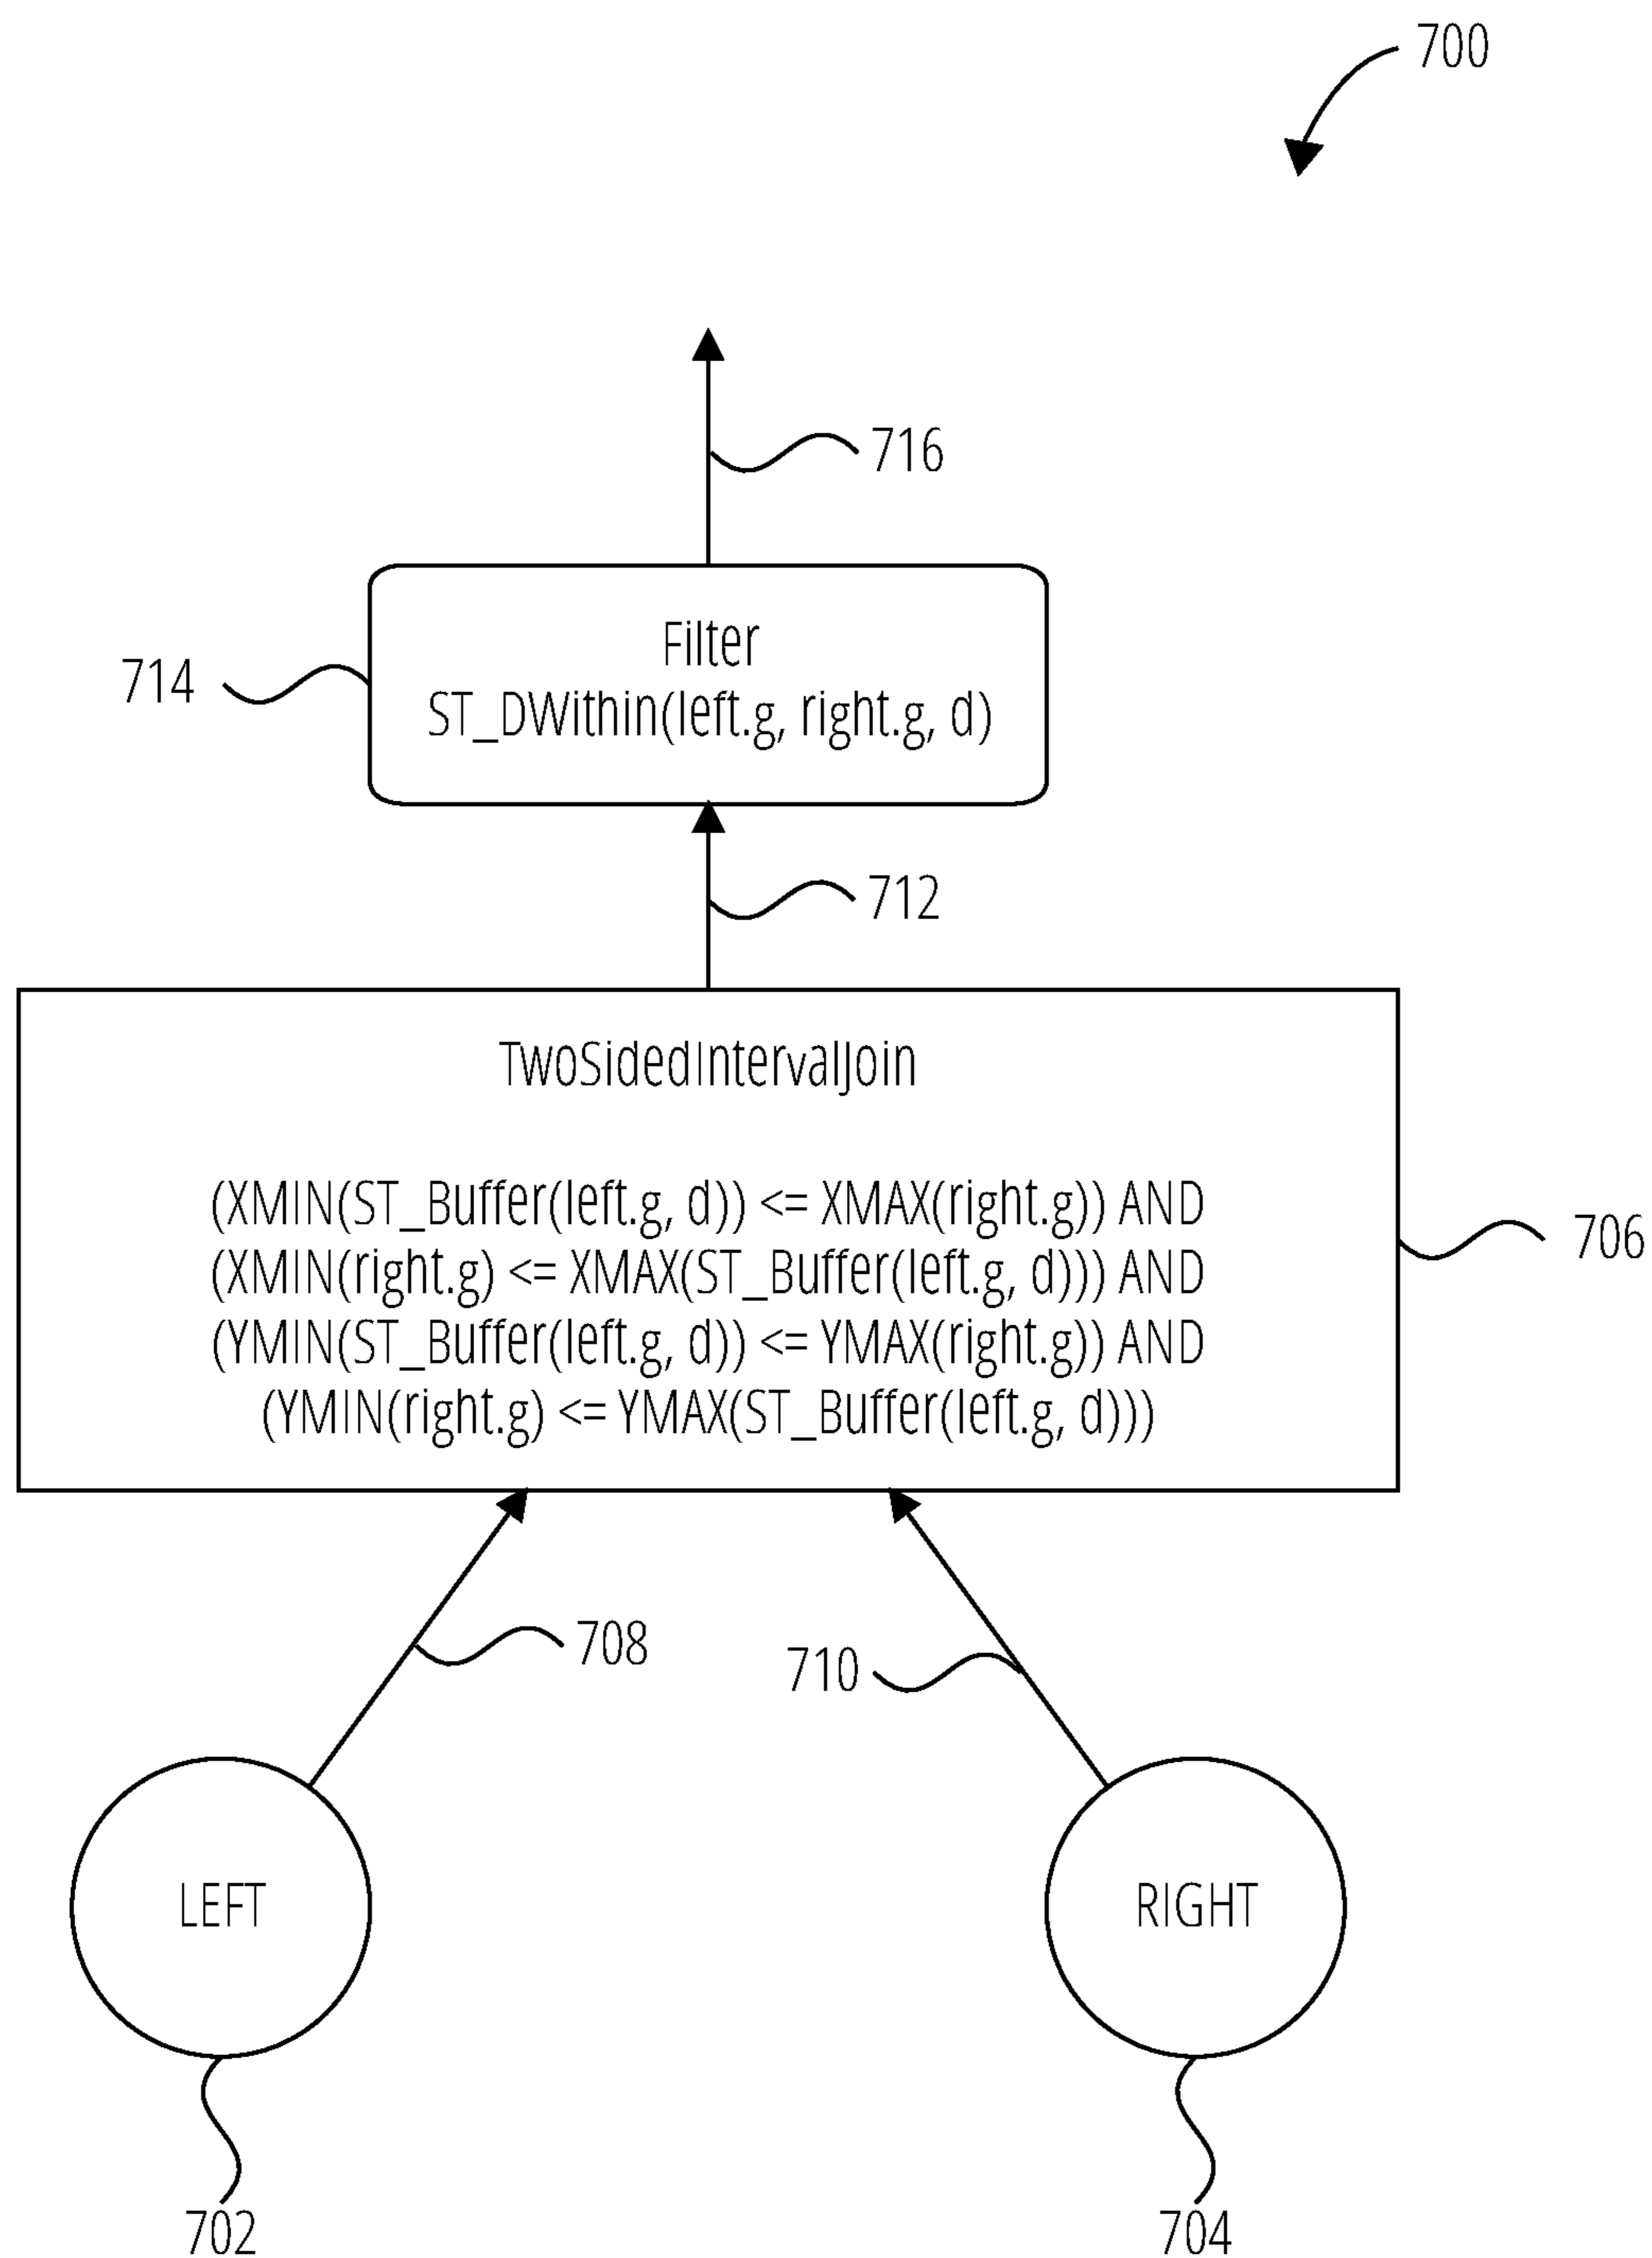 700
716
Filter
714
ST_DWithin(left.g, right.g, d)
712
TwoSidedIntervalJoin
(XMIN(ST_Buffer(left.g, d)) <= XMAX(right.g)) AND
706
(XMIN(right.g) <= XMAX(ST_Buffer(left.g, d))) AND
(YMIN(ST_Buffer(left.g, d)) <= YMAX(right.g)) AND
(YMIN(right.g) <= YMAX(ST_Buffer(left.g, d)))
708
710
LEFT
RIGHT
702
704